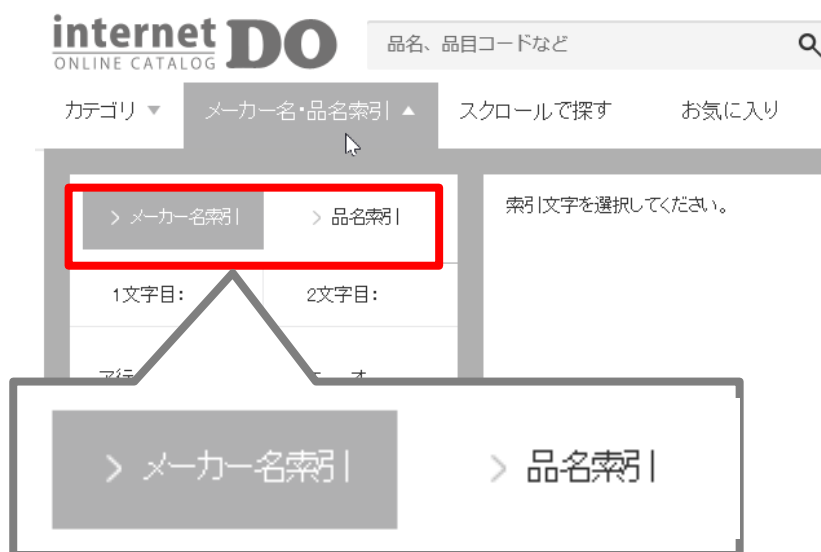 internet DO
ONLINE CATALOG
品名、品目コードなど
カテゴリ ▼ メーカー名・品名索引 ▲ スクロールで探す お気に入り
> メーカー名索引 > 品名索引
索引文字を選択してください。
1文字目: 2文字目:
ア行 オ
> メーカー名索引 > 品名索引